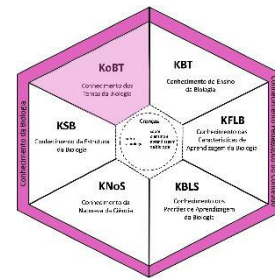 KoBT
Conhecimento dos
Temas da Biologia
KBT
Conhecimento do Ensino
da Biologia
KSB
Conhecimento da Estrutura
da Biologia
Crenças
sobre
KFLB
Conhecimento das
Características de
Aprendizagem da Biologia
KNoS
Conhecimento da
Natureza da Ciência
KBLS
Conhecimento dos
Padrões de Aprendizagem
da Biologia
Conhecimento da Biologia